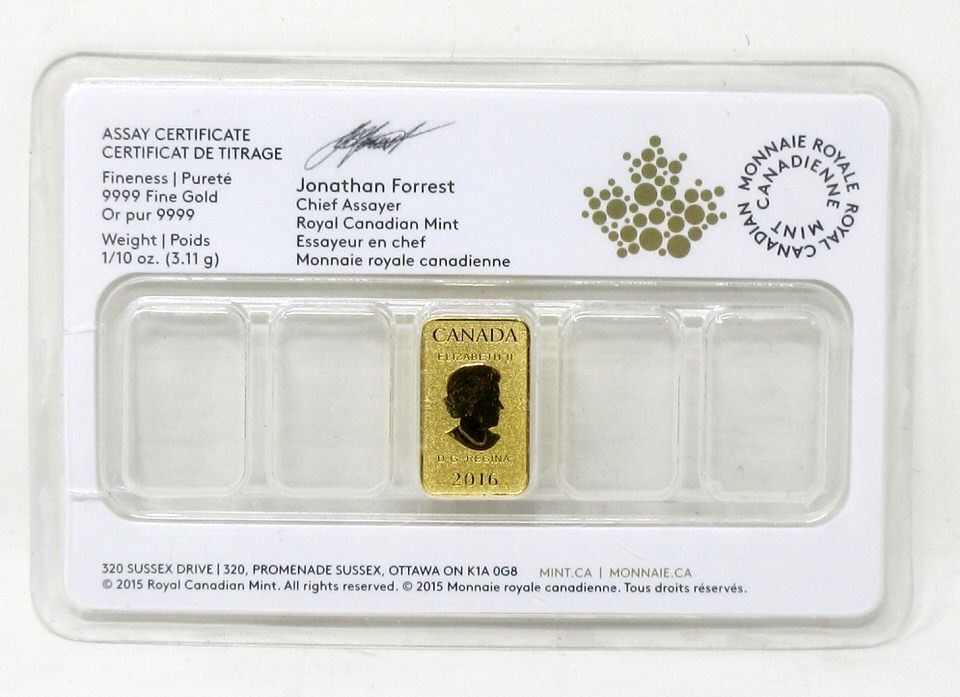 ASSAY CERTIFICATE
CERTIFICAT DE TITRAGE
Fineness | Pureté
9999 Fine Gold
Or pur 9999
Weight | Poids
1/10 oz. (3.11 g)
Jonathan Forrest
Chief Assayer
Royal Canadian Mint
Essayeur en chef
Monnaie royale canadienne
MONNAIE ROYALE CANADIENNE
ROYAL CANADIAN MINT
CANADA
ELIZABETH II
D·G·REGINA
2016
320 SUSSEX DRIVE | 320, PROMENADE SUSSEX, OTTAWA ON K1A 0G8 MINT.CA | MONNAIE.CA
© 2015 Royal Canadian Mint. All rights reserved. © 2015 Monnaie royale canadienne. Tous droits réservés.